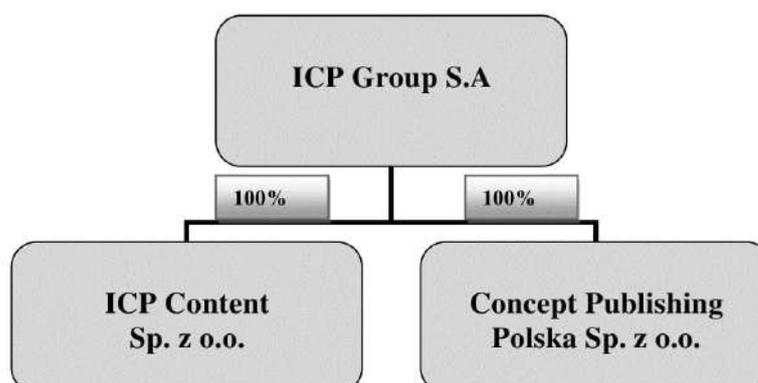 ICP Group S.A
100%
100%
ICP Content
Sp. z o.o.
Concept Publishing
Polska Sp. z o.o.